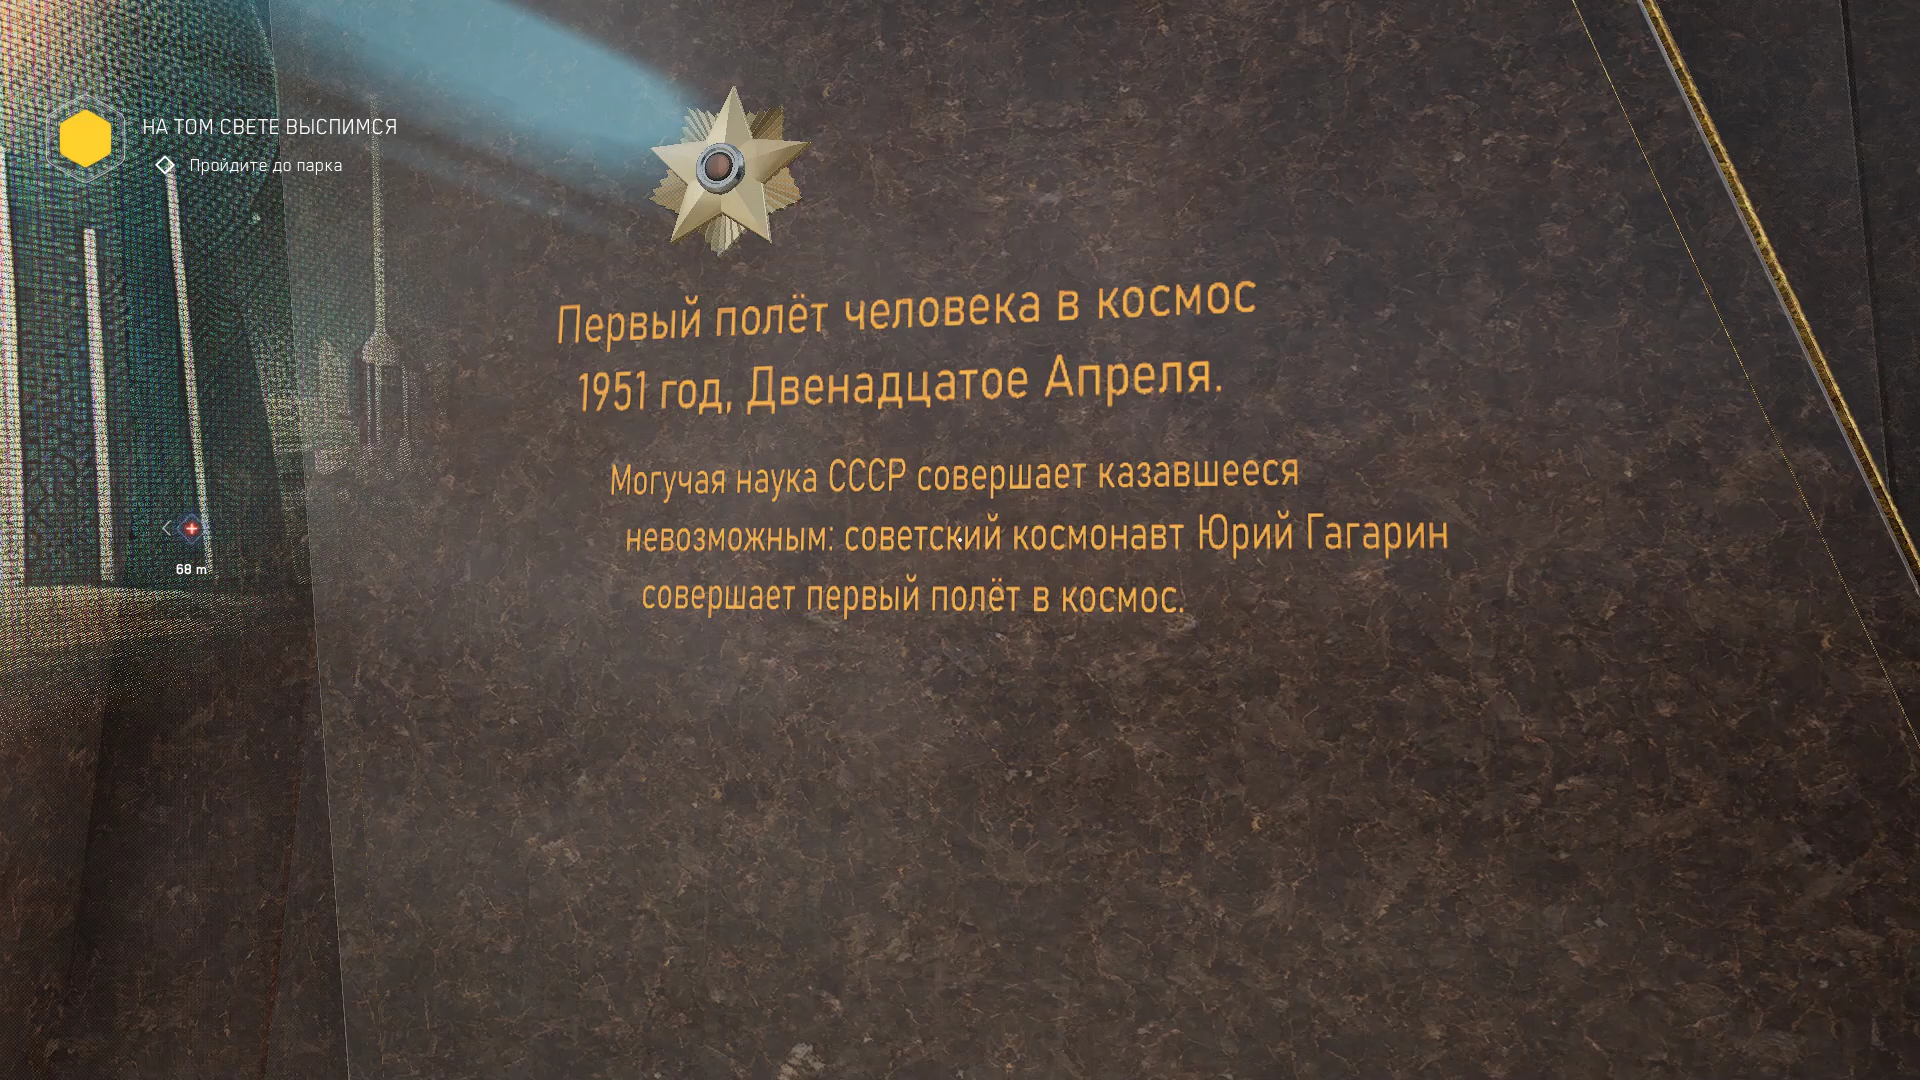 НА ТОМ СВЕТЕ ВЫСПИМСЯ
Пройдите до парка
Первый полёт человека в космос
1951 год, Двенадцатое Апреля.
Могучая наука СССР совершает казавшееся
невозможным: советский космонавт Юрий Гагарин
совершает первый полёт в космос.
68 m